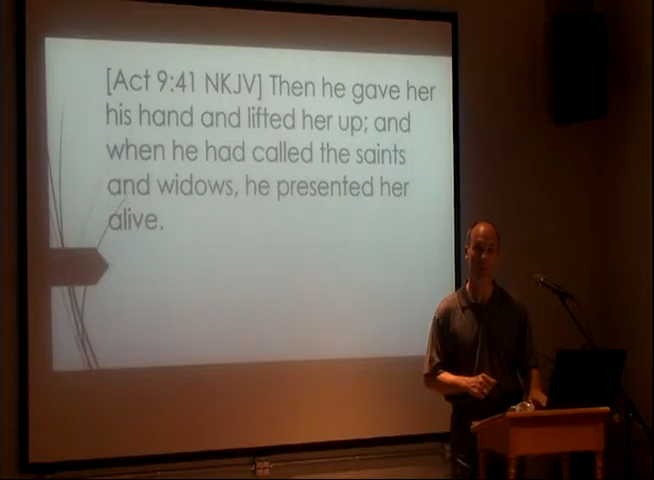 [Act 9:41 NKJV] Then he gave her
his hand and lifted her up; and
when he had called the saints
and widows, he presented her
alive.